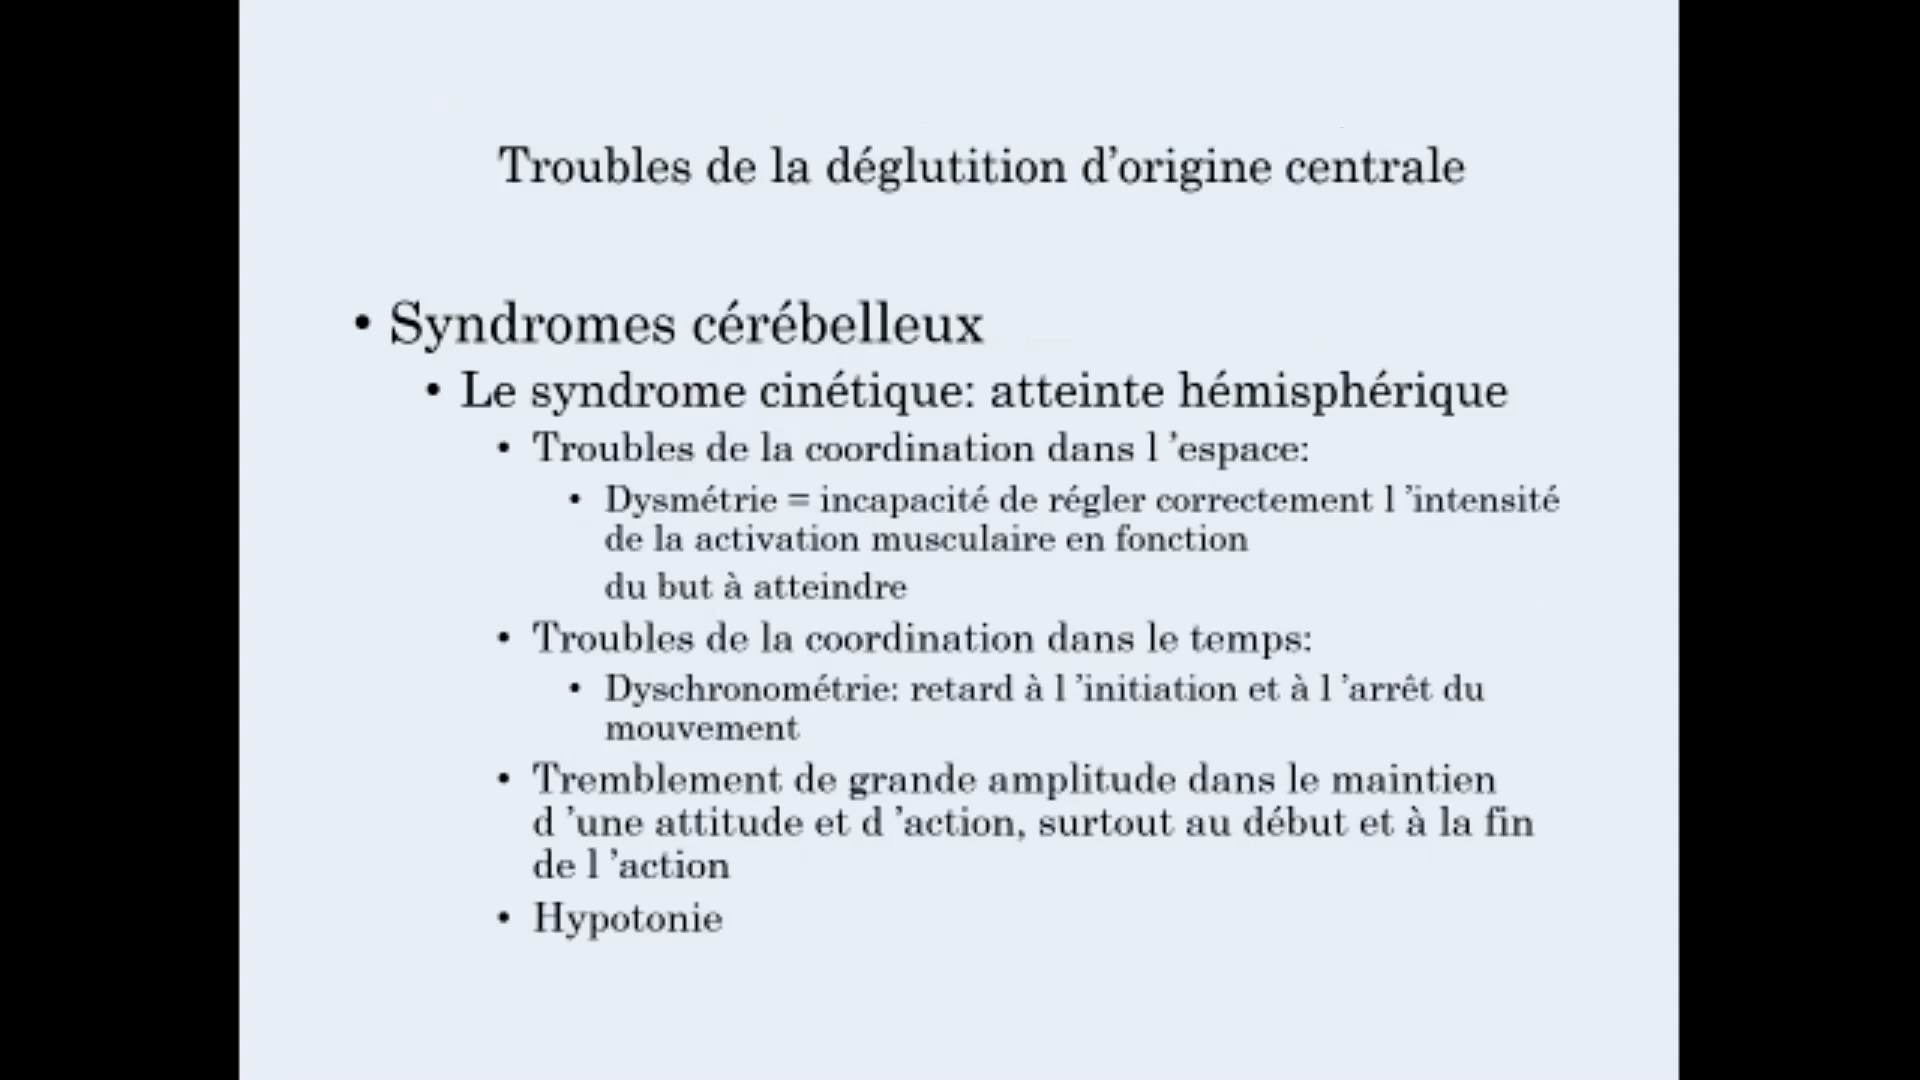 Troubles de la déglutition d’origine centrale
• Syndromes cérébelleux
• Le syndrome cinétique: atteinte hémisphérique
• Troubles de la coordination dans l ’espace:
• Dysmétrie = incapacité de régler correctement l ’intensité
de la activation musculaire en fonction
du but à atteindre
• Troubles de la coordination dans le temps:
• Dyschronométrie: retard à l ’initiation et à l ’arrêt du
mouvement
• Tremblement de grande amplitude dans le maintien
d ’une attitude et d ’action, surtout au début et à la fin
de l ’action
• Hypotonie